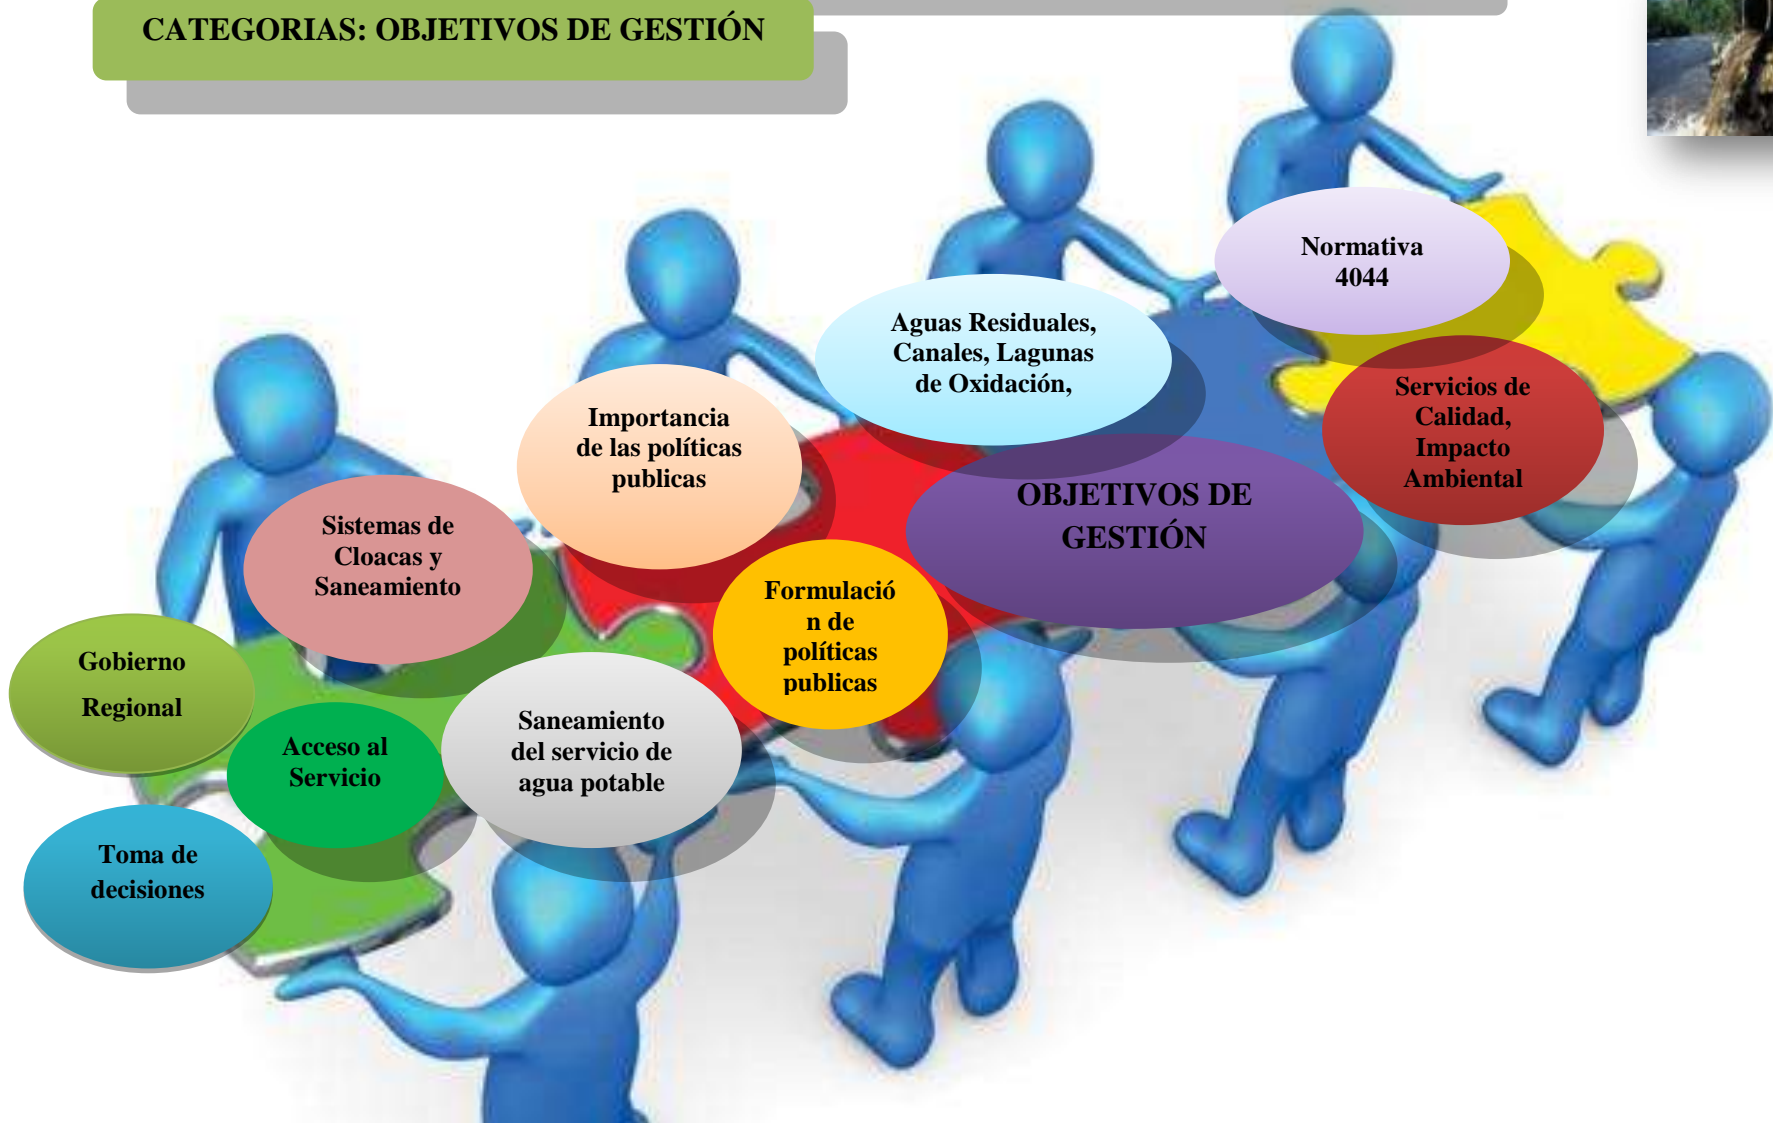 CATEGORIAS: OBJETIVOS DE GESTIÓN
Normativa
4044
Aguas Residuales,
Canales, Lagunas
de Oxidación,
Servicios de
Calidad,
Impacto
Ambiental
Importancia
de las políticas
publicas
OBJETIVOS DE
GESTIÓN
Sistemas de
Cloacas y
Saneamiento
Formulació
n de
políticas
publicas
Gobierno
Regional
Saneamiento
del servicio de
agua potable
Acceso al
Servicio
Toma de
decisiones